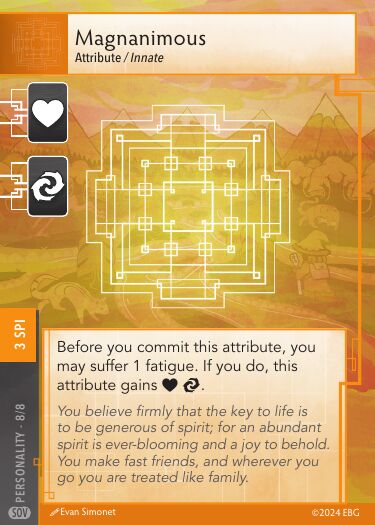 Magnanimous
Attribute / Innate
3 SPI
Before you commit this attribute, you
may suffer 1 fatigue. If you do, this
attribute gains .
You believe firmly that the key to life is
to be generous of spirit; for an abundant
spirit is ever-blooming and a joy to behold.
You make fast friends, and wherever you
go you are treated like family.
SOV PERSONALITY - 8/8
Evan Simonet
©2024 EBG